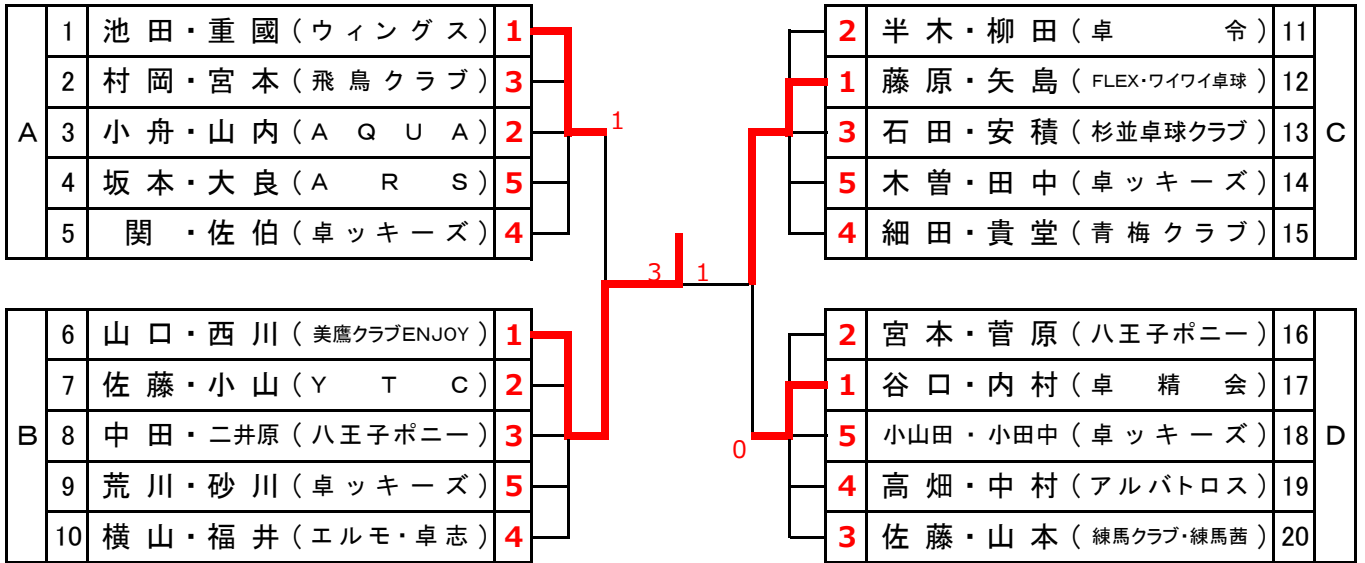 A
1 池田・重國(ウィングス) 1
2 村岡・宮本(飛鳥クラブ) 3
3 小舟・山内(AQUA) 2
4 坂本・大良(ARS) 5
5 関・佐伯(卓ッキーズ) 4
1
B
6 山口・西川(美鷹クラブENJOY) 1
7 佐藤・小山(YTC) 2
8 中田・二井原(八王子ポニー) 3
9 荒川・砂川(卓ッキーズ) 5
10 横山・福井(エルモ・卓志) 4
3 1
2 半木・柳田(卓令) 11
1 藤原・矢島(FLEX・ワイワイ卓球) 12
3 石田・安積(杉並卓球クラブ) 13
5 木曽・田中(卓ッキーズ) 14
4 細田・貴堂(青梅クラブ) 15
C
2 宮本・菅原(八王子ポニー) 16
1 谷口・内村(卓精会) 17
5 小山田・小田中(卓ッキーズ) 18
4 高畑・中村(アルバトロス) 19
3 佐藤・山本(練馬クラブ・練馬茜) 20
D
0